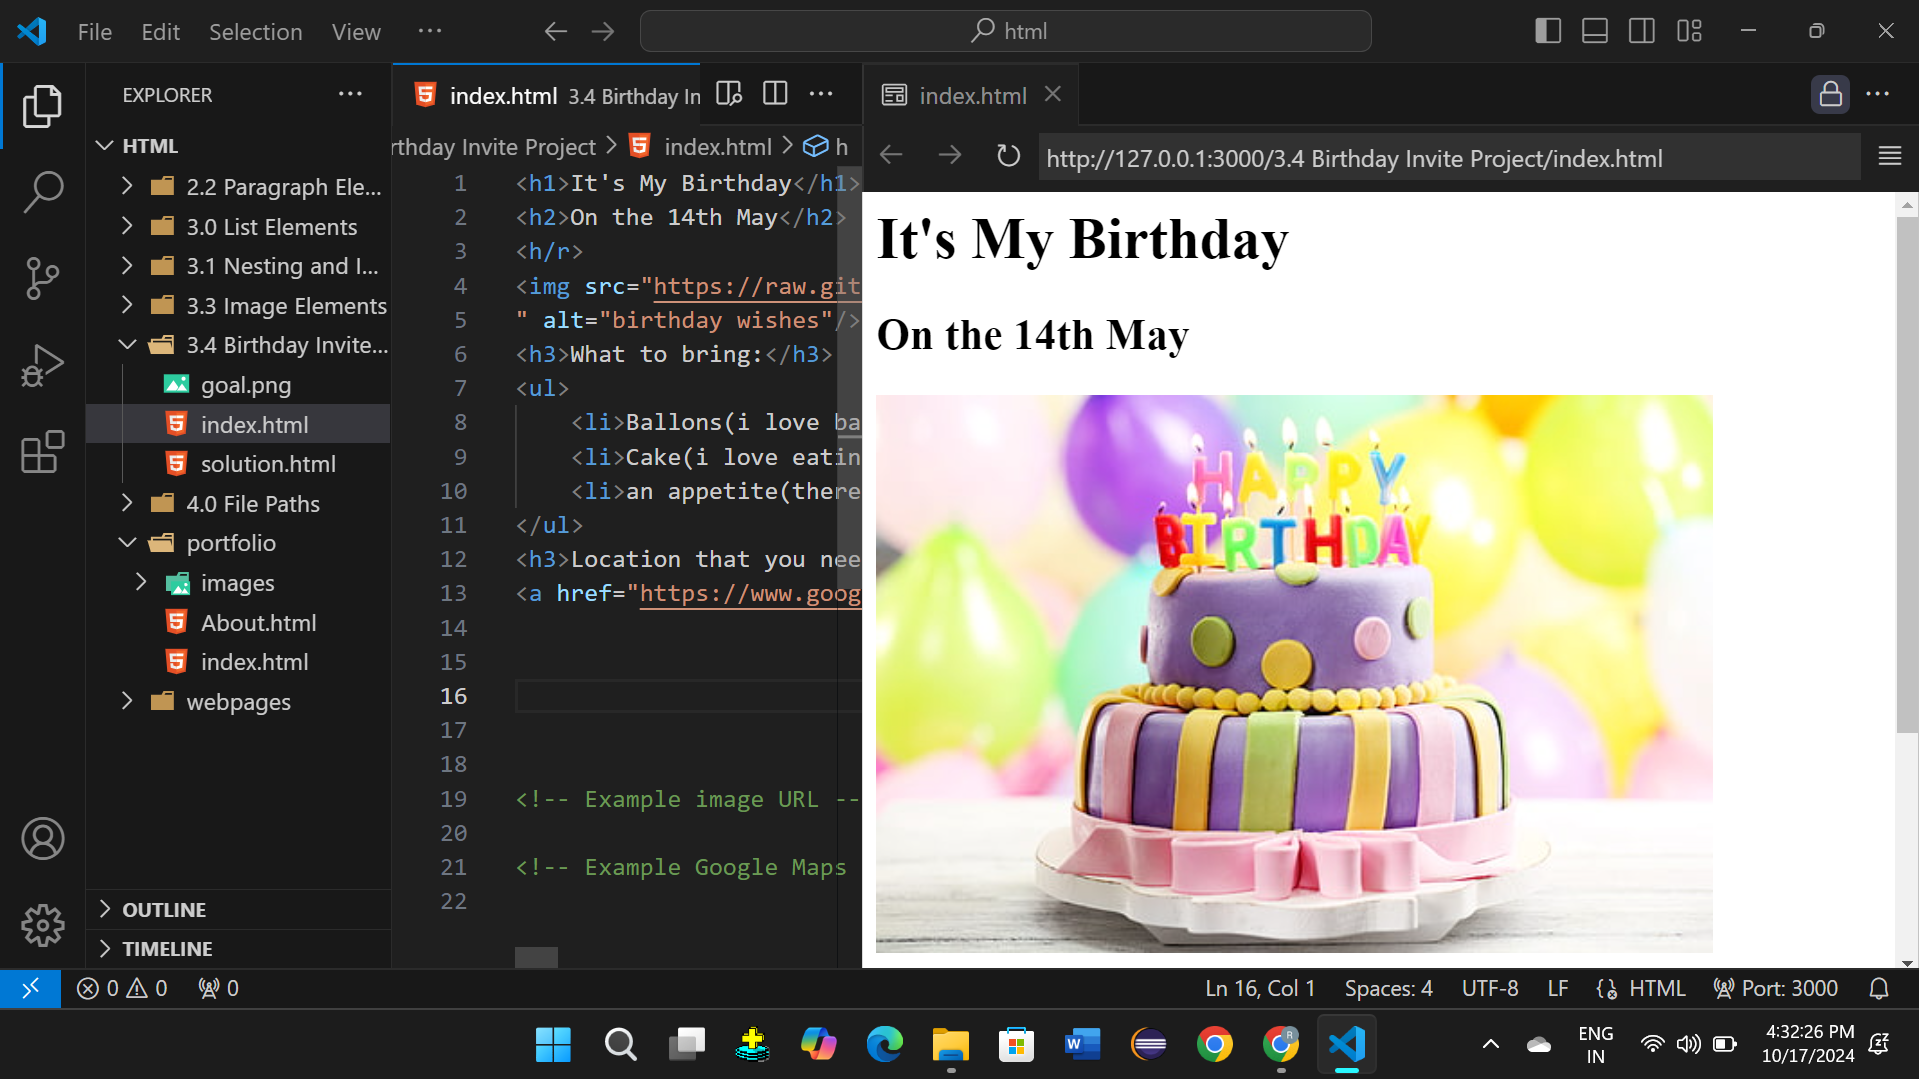 File Edit Selection View ... html
EXPLORER
HTML
2.2 Paragraph Ele...
3.0 List Elements
3.1 Nesting and I...
3.3 Image Elements
3.4 Birthday Invite...
goal.png
index.html
solution.html
4.0 File Paths
portfolio
images
About.html
index.html
webpages
OUTLINE
TIMELINE
index.html 3.4 Birthday In
rthday Invite Project > index.html > h
1 <h1>It's My Birthday</h1>
2 <h2>On the 14th May</h2>
3 <h/r>
4 <img src="https://raw.git
5 " alt="birthday wishes"/>
6 <h3>What to bring:</h3>
7 <ul>
8 <li>Ballons(i love ba
9 <li>Cake(i love eatin
10 <li>an appetite(there
11 </ul>
12 <h3>Location that you nee
13 <a href="https://www.goog
14
15
16
17
18
19 <!-- Example image URL --
20
21 <!-- Example Google Maps
22
index.html
http://127.0.0.1:3000/3.4 Birthday Invite Project/index.html
It's My Birthday
On the 14th May
HAPPY
BIRTHDAY
0 0 0 Ln 16, Col 1 Spaces: 4 UTF-8 LF HTML Port: 3000
ENG
IN
4:32:26 PM
10/17/2024